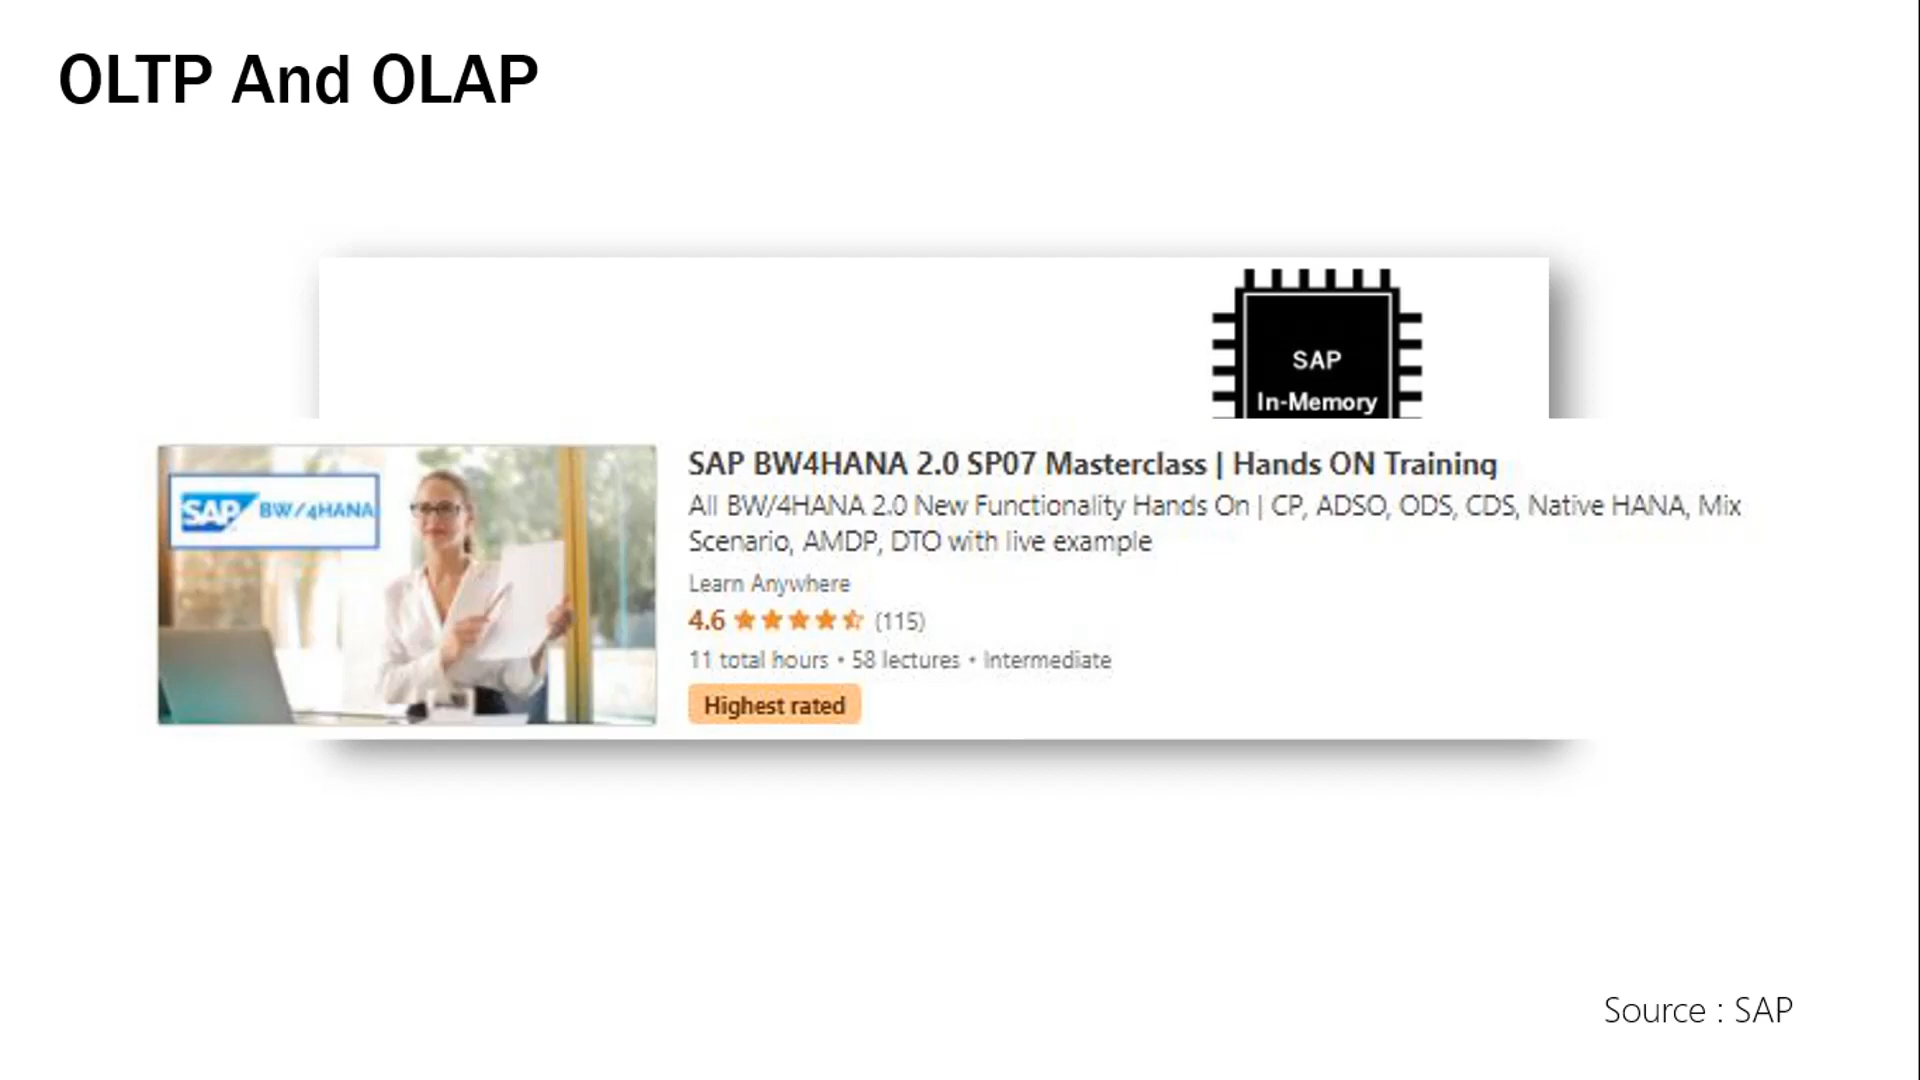 OLTP And OLAP
SAP
In-Memory
SAP BW/4HANA
SAP BW4HANA 2.0 SP07 Masterclass | Hands ON Training
All BW/4HANA 2.0 New Functionality Hands On | CP, ADSO, ODS, CDS, Native HANA, Mix
Scenario, AMDP, DTO with live example
Learn Anywhere
4.6 (115)
11 total hours • 58 lectures • Intermediate
Highest rated
Source : SAP